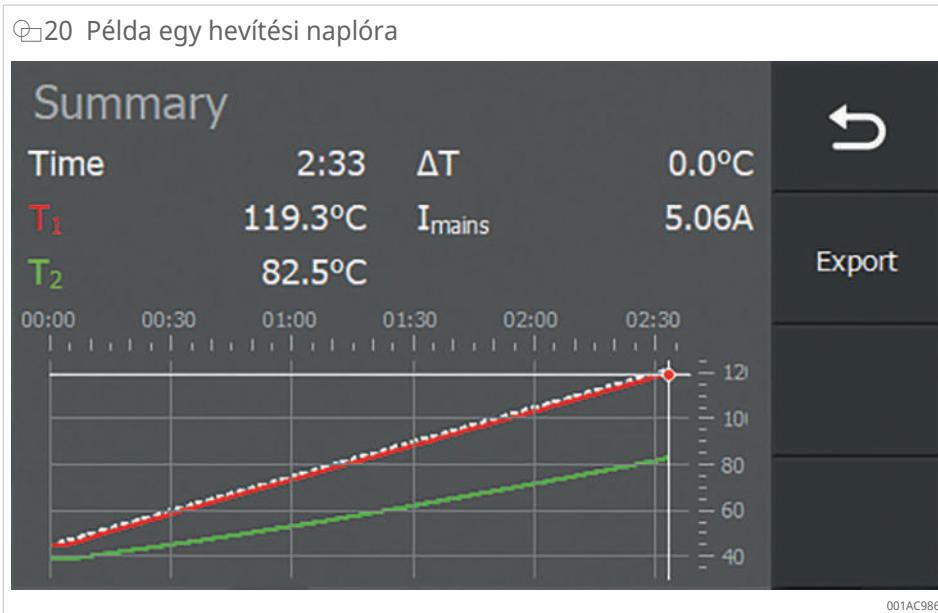 20 Példa egy hevítési naplóra
Summary
Time 2:33 ΔT 0.0°C
T1 119.3°C Imains 5.06A
T2 82.5°C
Export
00:00 00:30 01:00 01:30 02:00 02:30
80
60
40
001AC986